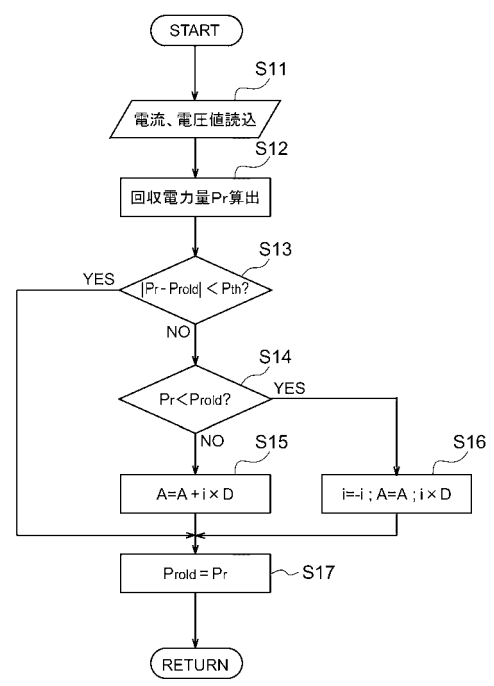 START
S11
電流、電圧値読込
S12
回収電力量Pr算出
S13
YES
|Pr-Prold|<Pth?
NO
S14
Pr<Prold?
YES
NO
S15
S16
A=A+i×D
i=-i ; A=A ; i×D
Prold=Pr
S17
RETURN